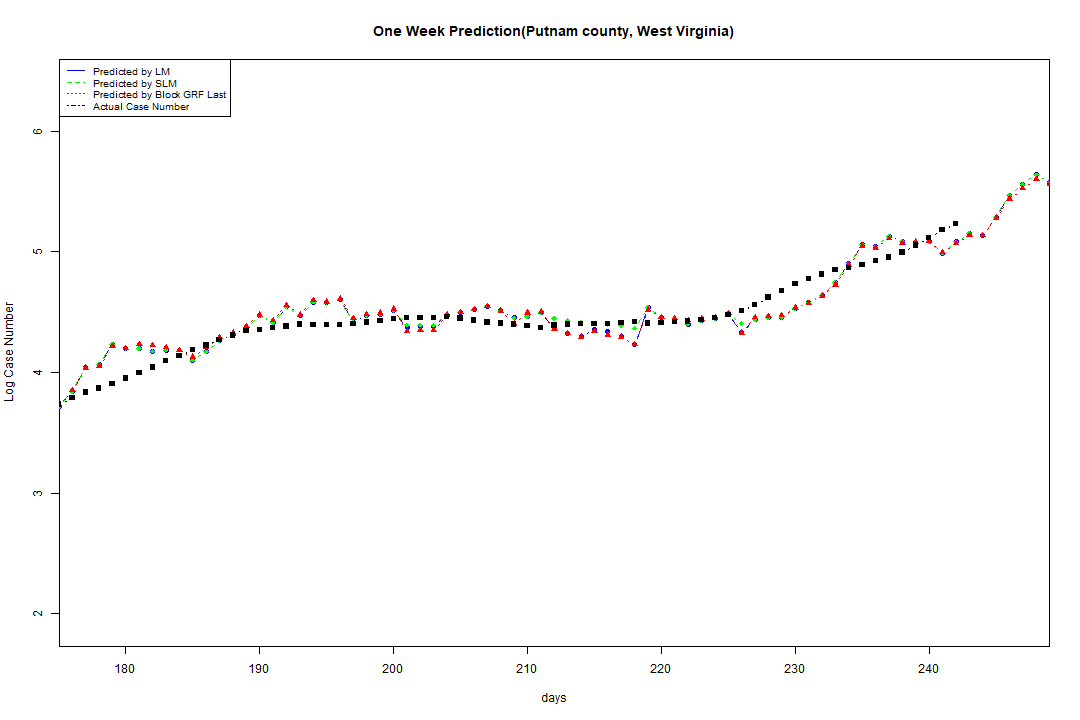 One Week Prediction(Putnam county, West Virginia)
Predicted by LM
Predicted by SLM
Predicted by Block GRF Last
Actual Case Number
6
5
4
3
2
Log Case Number
180 190 200 210 220 230 240
days